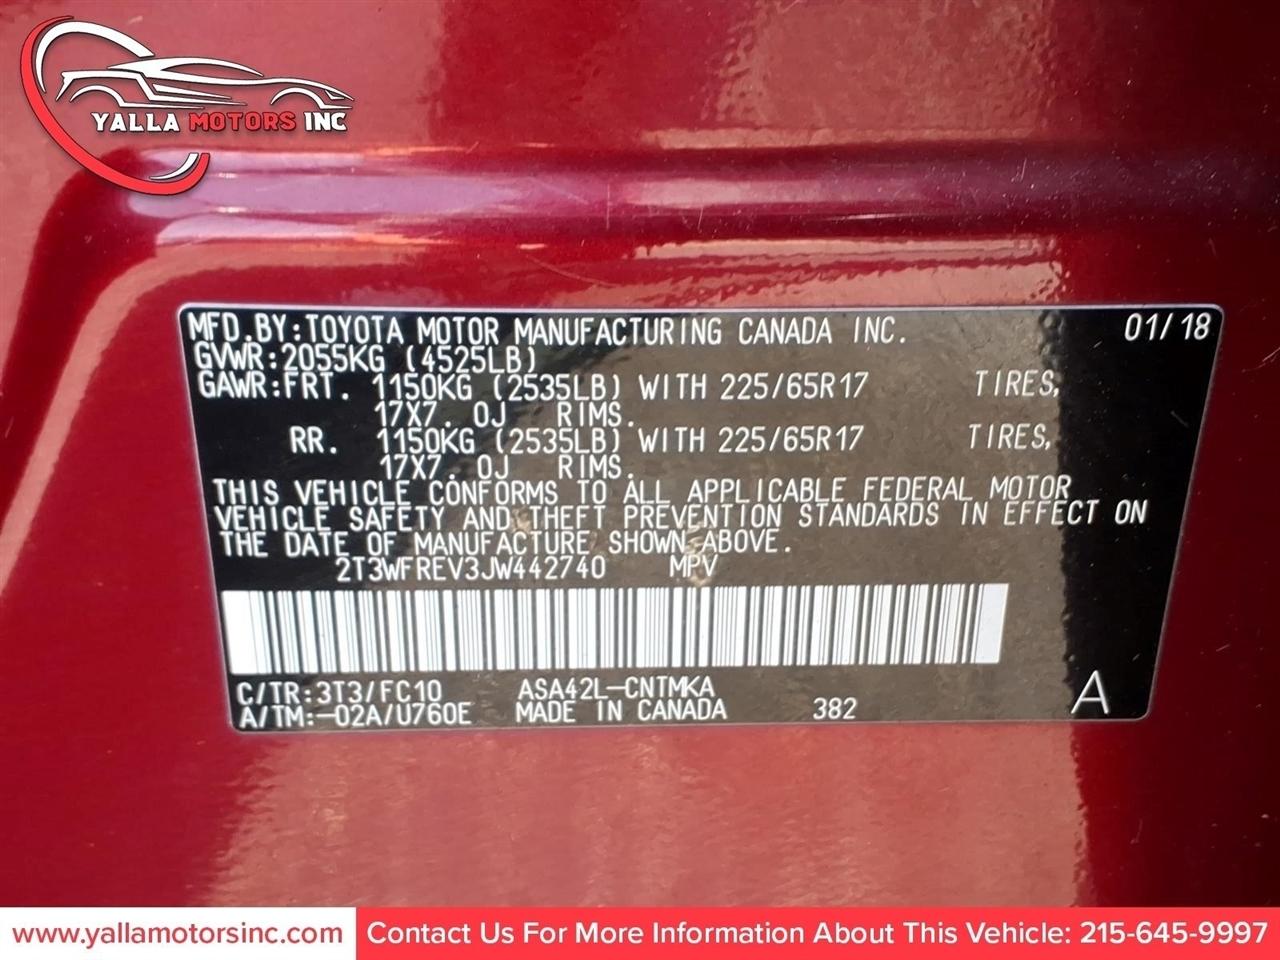 YALLA MOTORS INC
MFD.BY:TOYOTA MOTOR MANUFACTURING CANADA INC. 01/18
GVWR:2055KG (4525LB)
GAWR:FRT. 1150KG (2535LB) WITH 225/65R17 TIRES,
17X7.0J RIMS.
RR. 1150KG (2535LB) WITH 225/65R17 TIRES,
17X7.0J RIMS.
THIS VEHICLE CONFORMS TO ALL APPLICABLE FEDERAL MOTOR
VEHICLE SAFETY AND THEFT PREVENTION STANDARDS IN EFFECT ON
THE DATE OF MANUFACTURE SHOWN ABOVE.
2T3WFREV3JW442740 MPV
C/TR:3T3/FC10 ASA42L-CNTMKA
A/TM:-02A/U760E MADE IN CANADA 382 A
www.yallamotorsinc.com Contact Us For More Information About This Vehicle: 215-645-9997